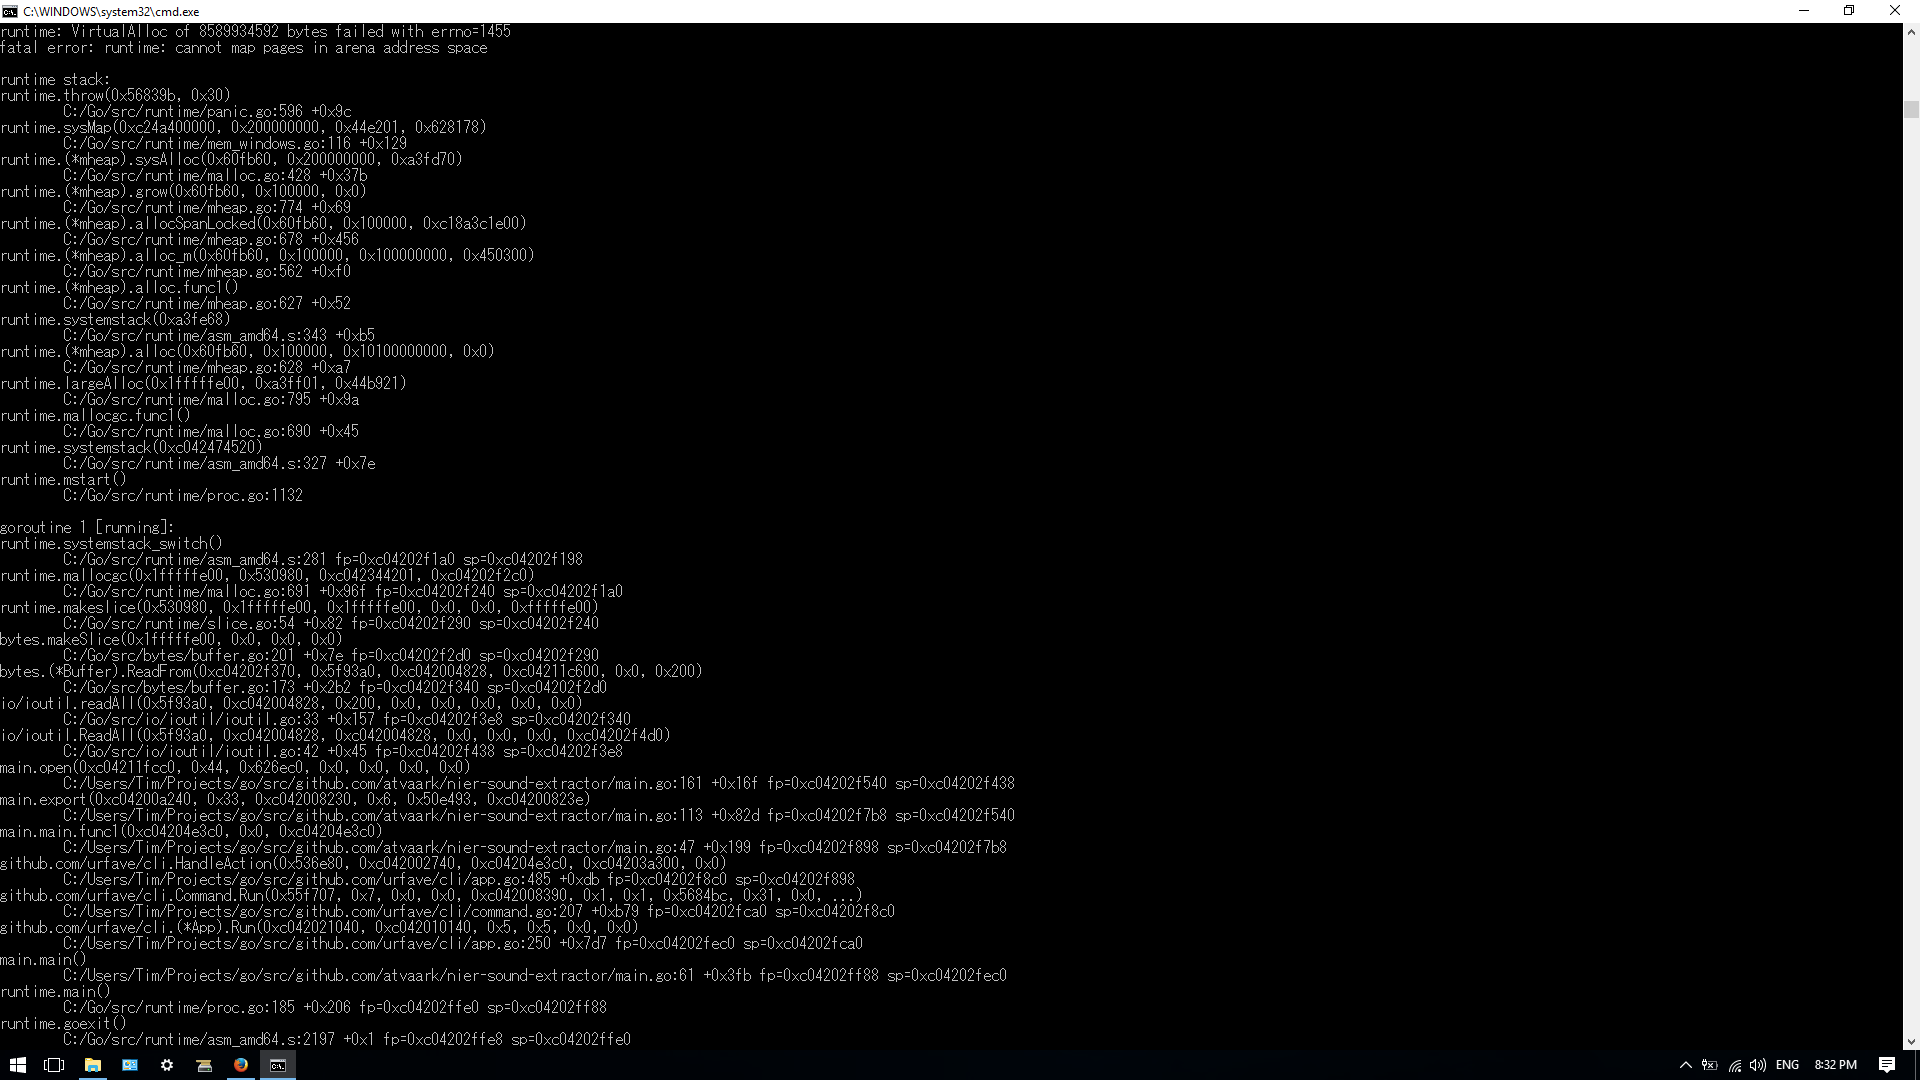 C:\WINDOWS\system32\cmd.exe
runtime: VirtualAlloc of 8589934592 bytes failed with errno=1455
fatal error: runtime: cannot map pages in arena address space
runtime stack:
runtime.throw(0x56839b, 0x30)
C:/Go/src/runtime/panic.go:596 +0x9c
runtime.sysMap(0xc24a400000, 0x200000000, 0x44e201, 0x628178)
C:/Go/src/runtime/mem_windows.go:116 +0x129
runtime.(*mheap).sysAlloc(0x60fb60, 0x200000000, 0xa3fd70)
C:/Go/src/runtime/malloc.go:428 +0x37b
runtime.(*mheap).grow(0x60fb60, 0x100000, 0x0)
C:/Go/src/runtime/mheap.go:774 +0x69
runtime.(*mheap).allocSpanLocked(0x60fb60, 0x100000, 0xc18a3c1e00)
C:/Go/src/runtime/mheap.go:678 +0x456
runtime.(*mheap).alloc_m(0x60fb60, 0x100000, 0x100000000, 0x450300)
C:/Go/src/runtime/mheap.go:562 +0xf0
runtime.(*mheap).alloc.func1()
C:/Go/src/runtime/mheap.go:627 +0x52
runtime.systemstack(0xa3fe68)
C:/Go/src/runtime/asm_amd64.s:343 +0xb5
runtime.(*mheap).alloc(0x60fb60, 0x100000, 0x10100000000, 0x0)
C:/Go/src/runtime/mheap.go:628 +0xa7
runtime.largeAlloc(0x1fffffe00, 0xa3ff01, 0x44b921)
C:/Go/src/runtime/malloc.go:795 +0x9a
runtime.mallocgc.func1()
C:/Go/src/runtime/malloc.go:690 +0x45
runtime.systemstack(0xc042474520)
C:/Go/src/runtime/asm_amd64.s:327 +0x7e
runtime.mstart()
C:/Go/src/runtime/proc.go:1132
goroutine 1 [running]:
runtime.systemstack_switch()
C:/Go/src/runtime/asm_amd64.s:281 fp=0xc04202f1a0 sp=0xc04202f198
runtime.mallocgc(0x1fffffe00, 0x530980, 0xc042344201, 0xc04202f2c0)
C:/Go/src/runtime/malloc.go:691 +0x96f fp=0xc04202f240 sp=0xc04202f1a0
runtime.makeslice(0x530980, 0x1fffffe00, 0x1fffffe00, 0x0, 0x0, 0xfffffe00)
C:/Go/src/runtime/slice.go:54 +0x82 fp=0xc04202f290 sp=0xc04202f240
bytes.makeSlice(0x1fffffe00, 0x0, 0x0, 0x0)
C:/Go/src/bytes/buffer.go:201 +0x7e fp=0xc04202f2d0 sp=0xc04202f290
bytes.(*Buffer).ReadFrom(0xc04202f370, 0x5f93a0, 0xc042004828, 0xc04211c600, 0x0, 0x200)
C:/Go/src/bytes/buffer.go:173 +0x2b2 fp=0xc04202f340 sp=0xc04202f2d0
io/ioutil.readAll(0x5f93a0, 0xc042004828, 0x200, 0x0, 0x0, 0x0, 0x0, 0x0)
C:/Go/src/io/ioutil/ioutil.go:33 +0x157 fp=0xc04202f3e8 sp=0xc04202f340
io/ioutil.ReadAll(0x5f93a0, 0xc042004828, 0xc042004828, 0x0, 0x0, 0x0, 0xc04202f4d0)
C:/Go/src/io/ioutil/ioutil.go:42 +0x45 fp=0xc04202f438 sp=0xc04202f3e8
main.open(0xc04211fcc0, 0x44, 0x626ec0, 0x0, 0x0, 0x0, 0x0)
C:/Users/Tim/Projects/go/src/github.com/atvaark/nier-sound-extractor/main.go:161 +0x16f fp=0xc04202f540 sp=0xc04202f438
main.export(0xc04200a240, 0x33, 0xc042008230, 0x6, 0x50e493, 0xc04200823e)
C:/Users/Tim/Projects/go/src/github.com/atvaark/nier-sound-extractor/main.go:113 +0x82d fp=0xc04202f7b8 sp=0xc04202f540
main.main.func1(0xc04204e3c0, 0x0, 0xc04204e3c0)
C:/Users/Tim/Projects/go/src/github.com/atvaark/nier-sound-extractor/main.go:47 +0x199 fp=0xc04202f898 sp=0xc04202f7b8
github.com/urfave/cli.HandleAction(0x536e80, 0xc042002740, 0xc04204e3c0, 0xc04203a300, 0x0)
C:/Users/Tim/Projects/go/src/github.com/urfave/cli/app.go:485 +0xdb fp=0xc04202f8c0 sp=0xc04202f898
github.com/urfave/cli.Command.Run(0x55f707, 0x7, 0x0, 0x0, 0xc042008390, 0x1, 0x1, 0x5684bc, 0x31, 0x0, ...)
C:/Users/Tim/Projects/go/src/github.com/urfave/cli/command.go:207 +0xb79 fp=0xc04202fca0 sp=0xc04202f8c0
github.com/urfave/cli.(*App).Run(0xc042021040, 0xc042010140, 0x5, 0x5, 0x0, 0x0)
C:/Users/Tim/Projects/go/src/github.com/urfave/cli/app.go:250 +0x7d7 fp=0xc04202fec0 sp=0xc04202fca0
main.main()
C:/Users/Tim/Projects/go/src/github.com/atvaark/nier-sound-extractor/main.go:61 +0x3fb fp=0xc04202ff88 sp=0xc04202fec0
runtime.main()
C:/Go/src/runtime/proc.go:185 +0x206 fp=0xc04202ffe0 sp=0xc04202ff88
runtime.goexit()
C:/Go/src/runtime/asm_amd64.s:2197 +0x1 fp=0xc04202ffe8 sp=0xc04202ffe0
ENG 8:32 PM